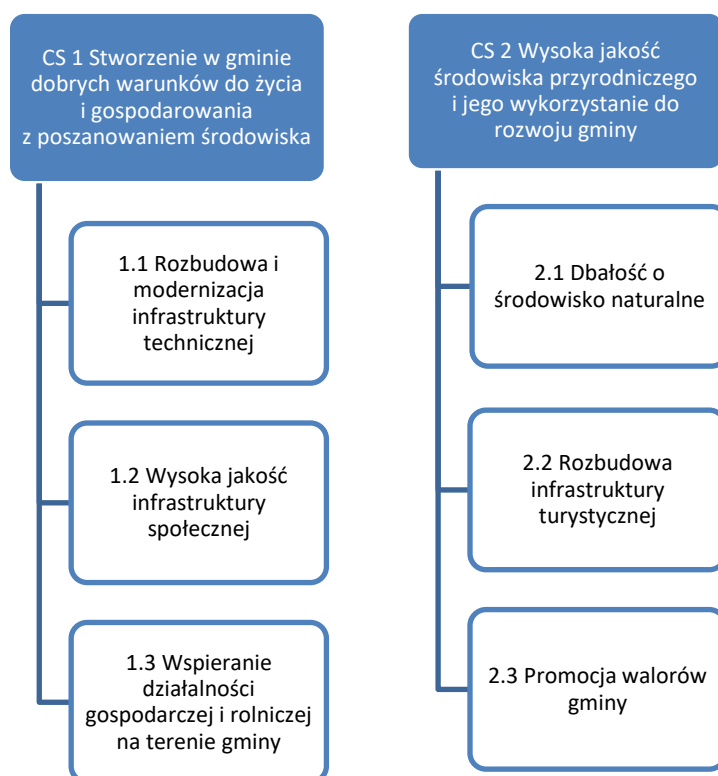 CS 1 Stworzenie w gminie
dobrych warunków do życia
i gospodarowania
z poszanowaniem środowiska
1.1 Rozbudowa i
modernizacja
infrastruktury
technicznej
1.2 Wysoka jakość
infrastruktury
społecznej
1.3 Wspieranie
działalności
gospodarczej i rolniczej
na terenie gminy
CS 2 Wysoka jakość
środowiska przyrodniczego
i jego wykorzystanie do
rozwoju gminy
2.1 Dbałość o
środowisko naturalne
2.2 Rozbudowa
infrastruktury
turystycznej
2.3 Promocja walorów
gminy